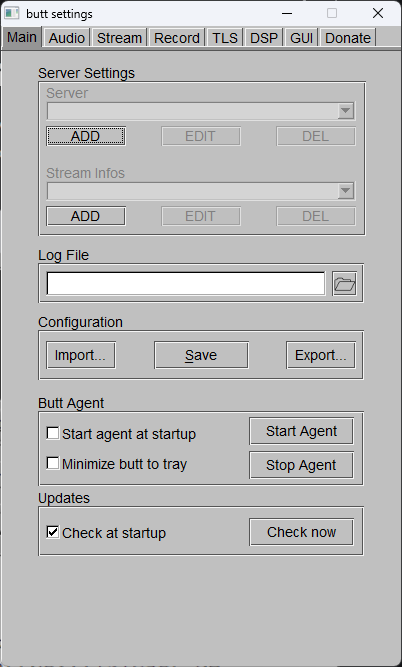 butt settings
Main Audio Stream Record TLS DSP GUI Donate
Server Settings
Server
ADD EDIT DEL
Stream Infos
ADD EDIT DEL
Log File
Configuration
Import... Save Export...
Butt Agent
Start agent at startup Start Agent
Minimize butt to tray Stop Agent
Updates
Check at startup Check now